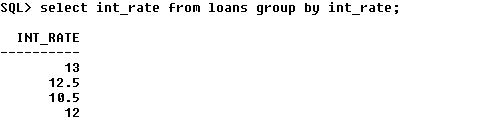 SQL> select int_rate from loans group by int_rate;
INT_RATE
----------
13
12.5
10.5
12